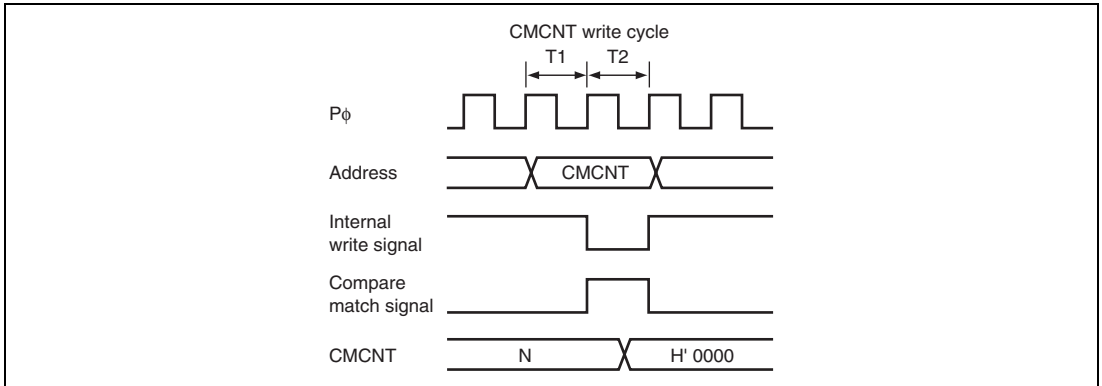 CMCNT write cycle
T1 T2
Pϕ
Address CMCNT
Internal
write signal
Compare
match signal
CMCNT N H' 0000